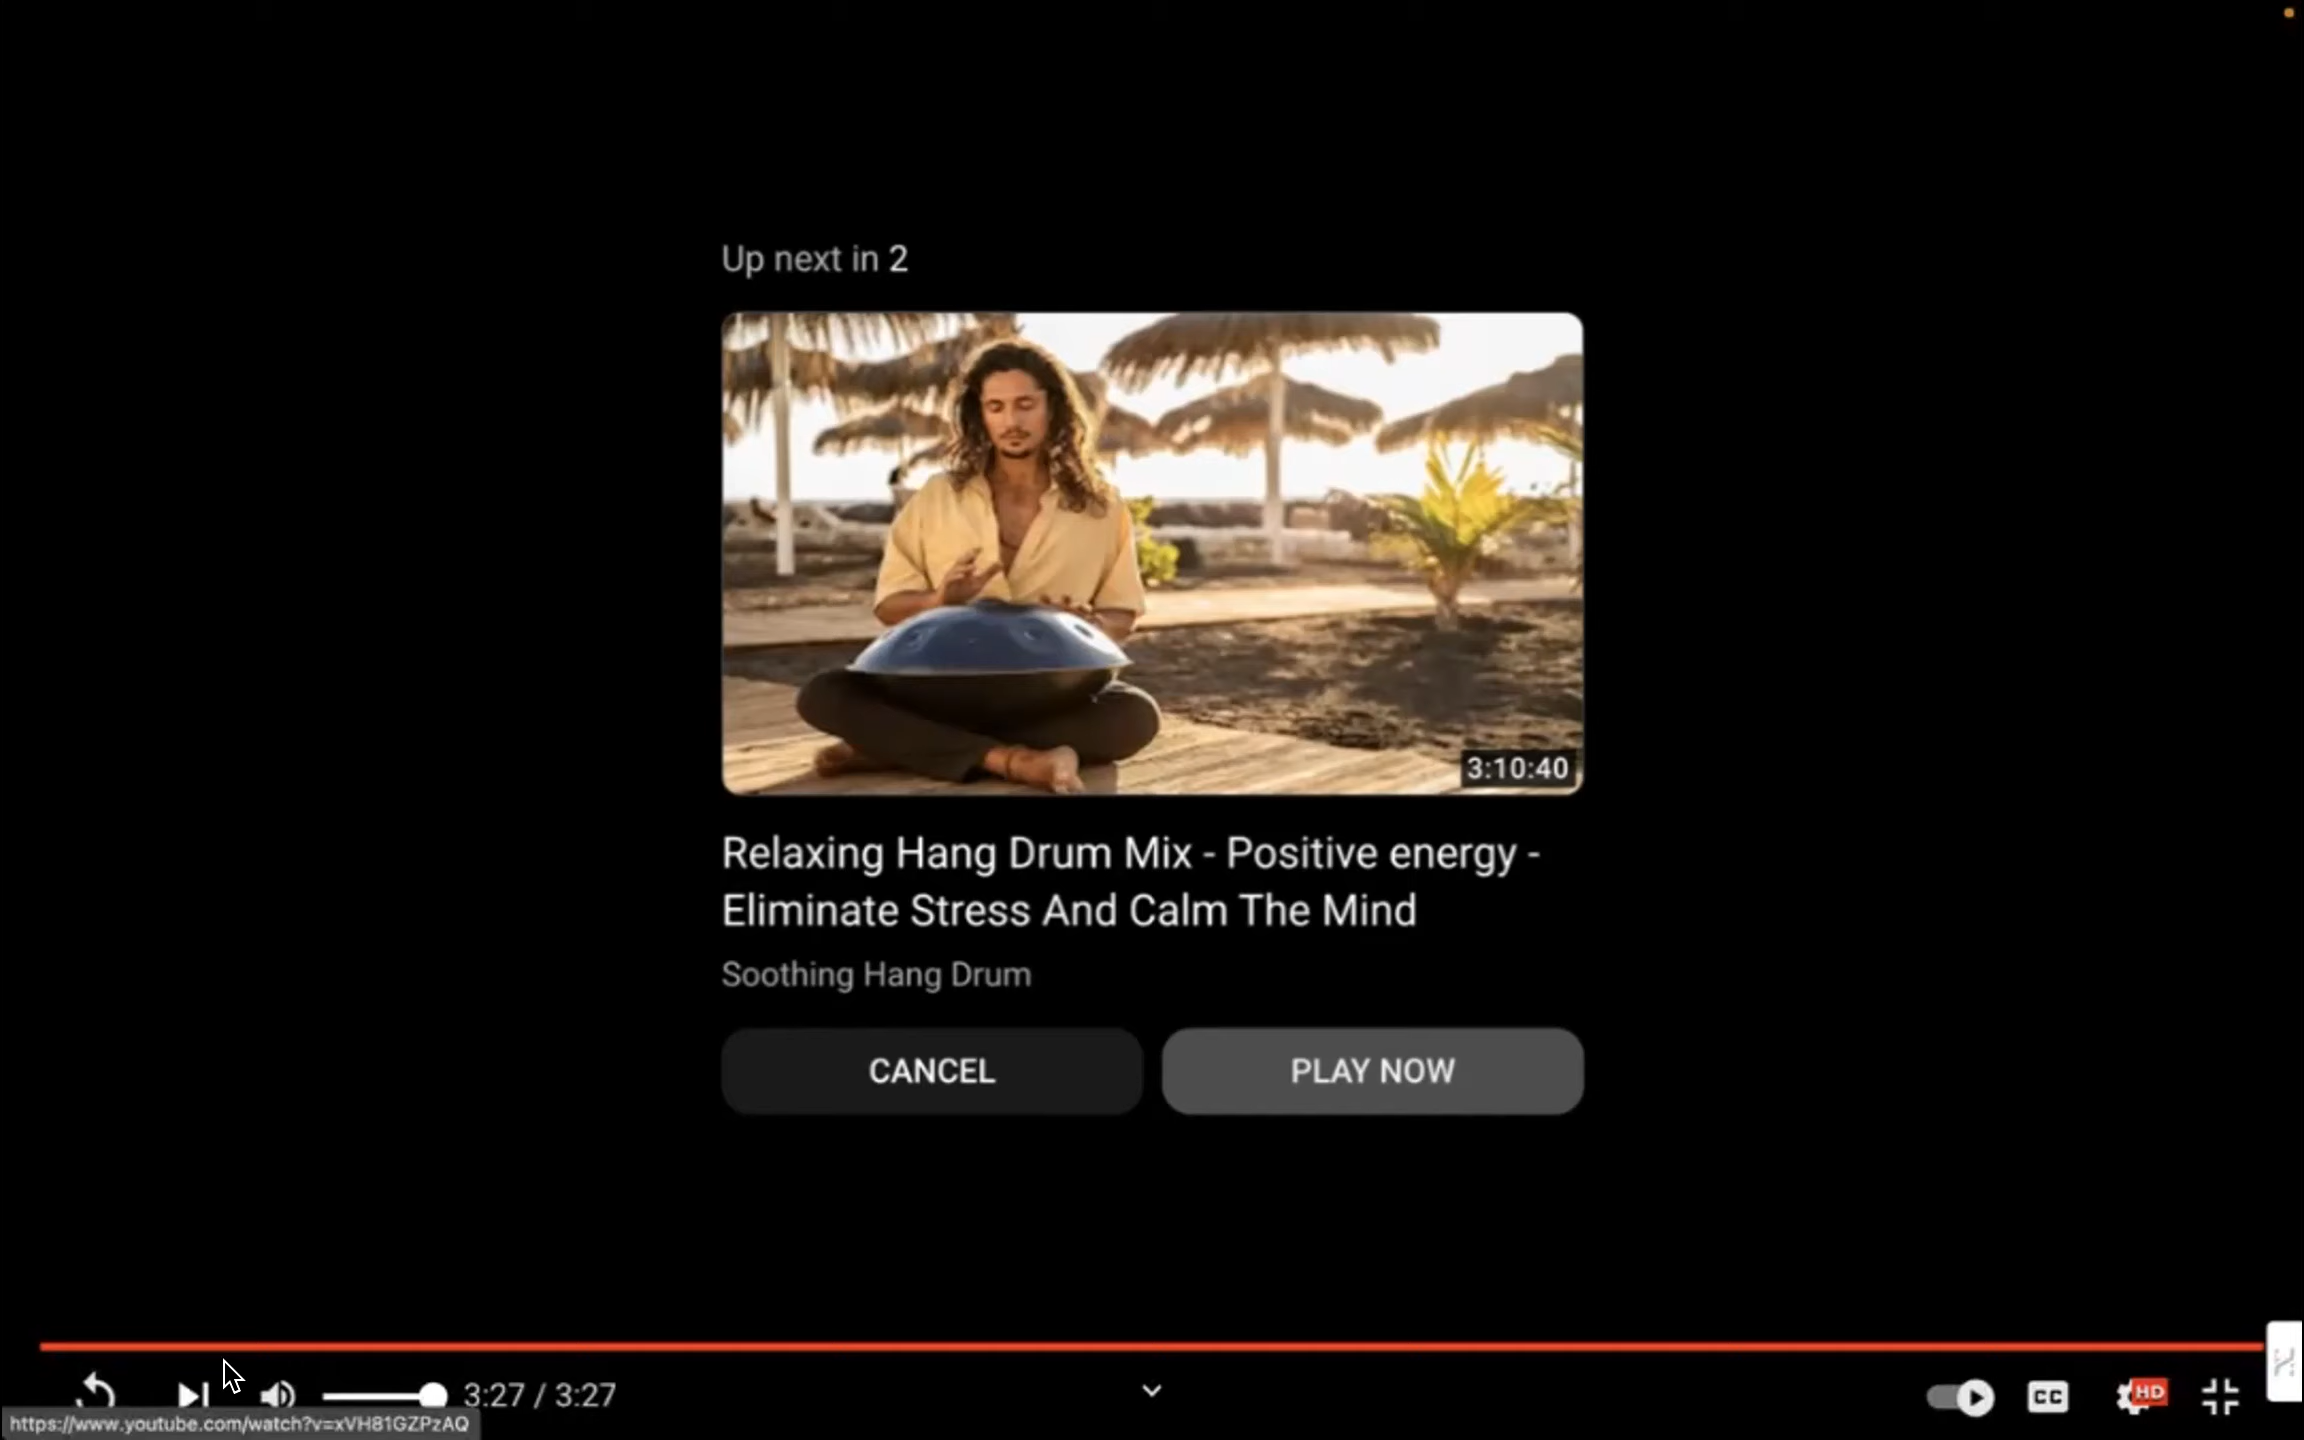 Up next in 2
3:10:40
Relaxing Hang Drum Mix - Positive energy -
Eliminate Stress And Calm The Mind
Soothing Hang Drum
CANCEL
PLAY NOW
3:27 / 3:27
CC
HD
https://www.youtube.com/watch?v=xVH81GZPzAQ